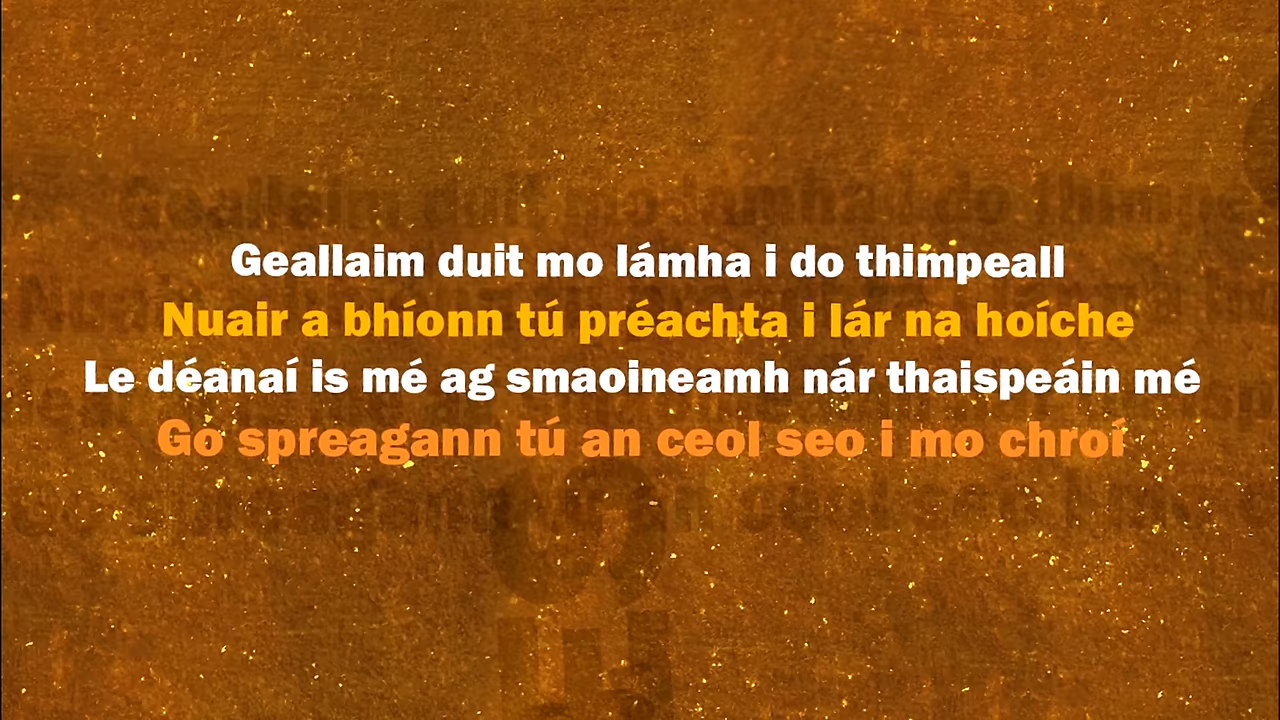 Geallaim duit mo lámha i do thimpeall
Nuair a bhíonn tú préachta i lár na hoíche
Le déanaí is mé ag smaoineamh nár thaispeáin mé
Go spreagann tú an ceol seo i mo chroí